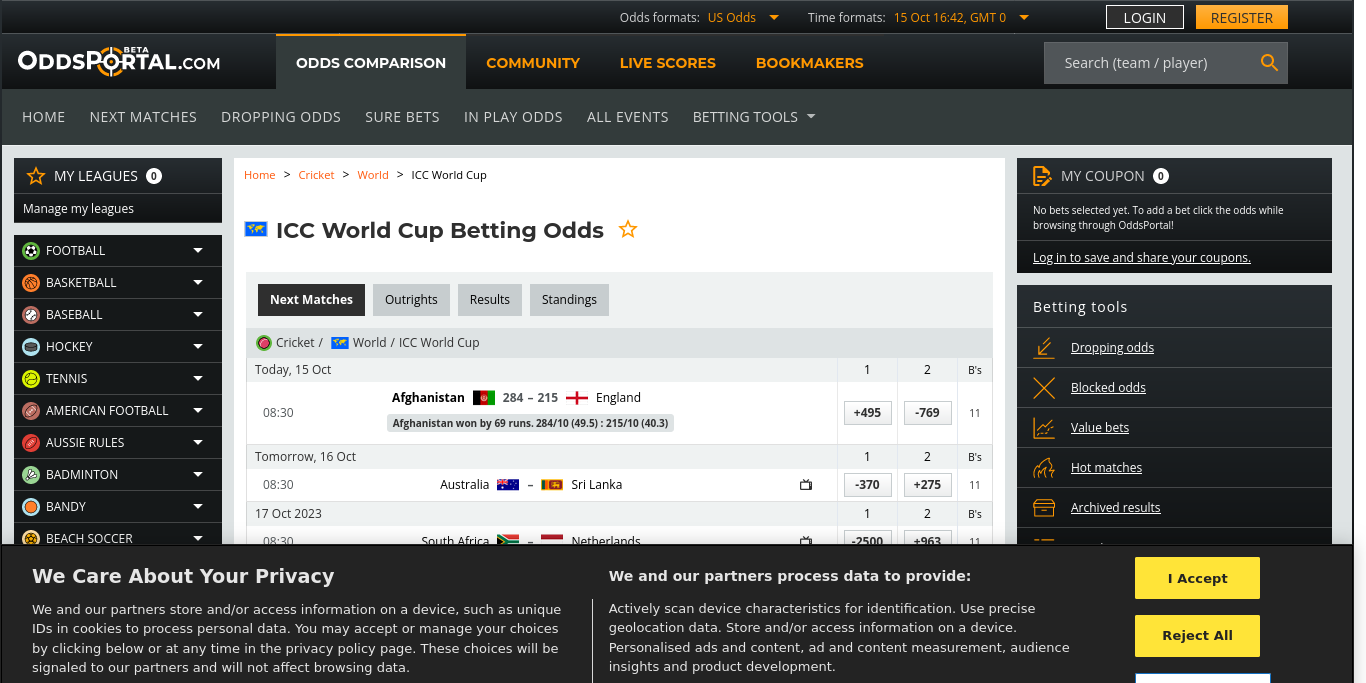 Odds formats: US Odds Time formats: 15 Oct 16:42, GMT 0 LOGIN REGISTER
ODDSPORTAL.COM BETA
ODDS COMPARISON COMMUNITY LIVE SCORES BOOKMAKERS Search (team / player)
HOME NEXT MATCHES DROPPING ODDS SURE BETS IN PLAY ODDS ALL EVENTS BETTING TOOLS
MY LEAGUES 0
Manage my leagues
FOOTBALL
BASKETBALL
BASEBALL
HOCKEY
TENNIS
AMERICAN FOOTBALL
AUSSIE RULES
BADMINTON
BANDY
BEACH SOCCER
Home > Cricket > World > ICC World Cup
ICC World Cup Betting Odds
Next Matches Outrights Results Standings
Cricket / World / ICC World Cup
Today, 15 Oct 1 2 B's
08:30 Afghanistan 284 – 215 England +495 -769 11
Afghanistan won by 69 runs. 284/10 (49.5) : 215/10 (40.3)
Tomorrow, 16 Oct 1 2 B's
08:30 Australia – Sri Lanka -370 +275 11
17 Oct 2023 1 2 B's
08:30 South Africa – Netherlands -2500 +963 11
MY COUPON 0
No bets selected yet. To add a bet click the odds while
browsing through OddsPortal!
Log in to save and share your coupons.
Betting tools
Dropping odds
Blocked odds
Value bets
Hot matches
Archived results
We Care About Your Privacy
We and our partners store and/or access information on a device, such as unique
IDs in cookies to process personal data. You may accept or manage your choices
by clicking below or at any time in the privacy policy page. These choices will be
signaled to our partners and will not affect browsing data.
We and our partners process data to provide:
Actively scan device characteristics for identification. Use precise
geolocation data. Store and/or access information on a device.
Personalised ads and content, ad and content measurement, audience
insights and product development.
I Accept
Reject All